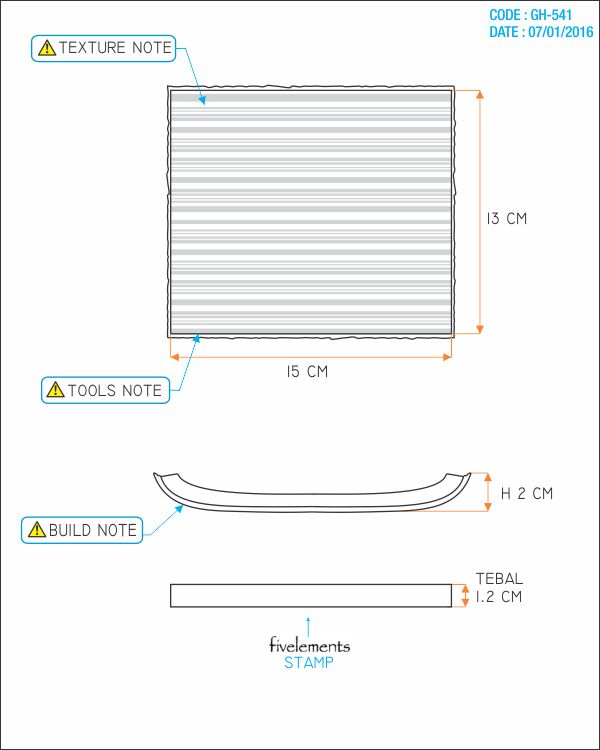 CODE : GH-541
DATE : 07/01/2016
TEXTURE NOTE
13 CM
15 CM
TOOLS NOTE
H 2 CM
BUILD NOTE
TEBAL
1.2 CM
fivelements
STAMP